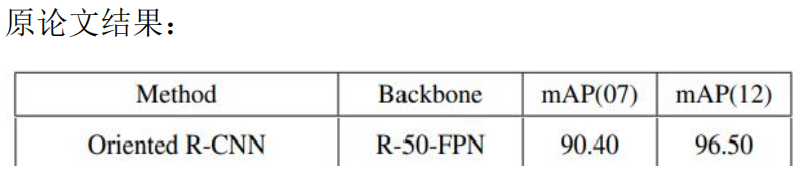 原论文结果：
Method Backbone mAP(07) mAP(12)
Oriented R-CNN R-50-FPN 90.40 96.50